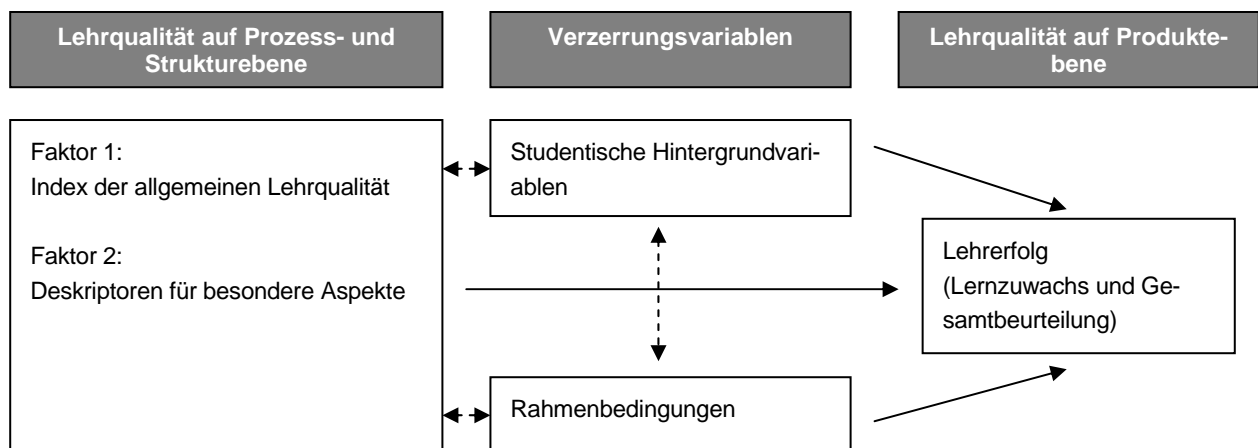 Lehrqualität auf Prozess- und
Strukturebene
Verzerrungsvariablen
Lehrqualität auf Produkte-
bene
Faktor 1:
Index der allgemeinen Lehrqualität
Faktor 2:
Deskriptoren für besondere Aspekte
Studentische Hintergrundvari-
ablen
Rahmenbedingungen
Lehrerfolg
(Lernzuwachs und Ge-
samtbeurteilung)